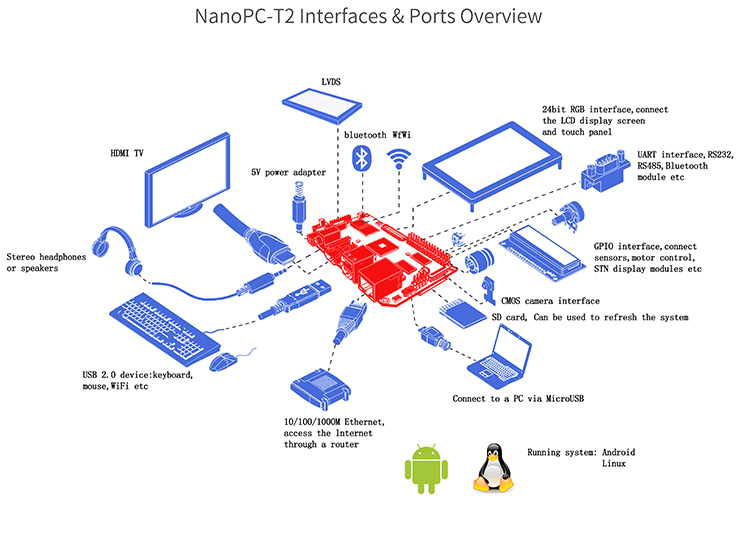 NanoPC-T2 Interfaces & Ports Overview
LVDS
24bit RGB interface, connect
the LCD display screen
and touch panel
bluetooth WfWi
HDMI TV
UART interface, RS232,
RS485, Bluetooth
module etc
5V power adapter
GPIO interface, connect
sensors, motor control,
STN display modules etc
Stereo headphones
or speakers
CMOS camera interface
SD card, Can be used to refresh the system
USB 2.0 device:keyboard,
mouse, WiFi etc
Connect to a PC via MicroUSB
10/100/1000M Ethernet,
access the Internet
through a router
Running system: Android
Linux